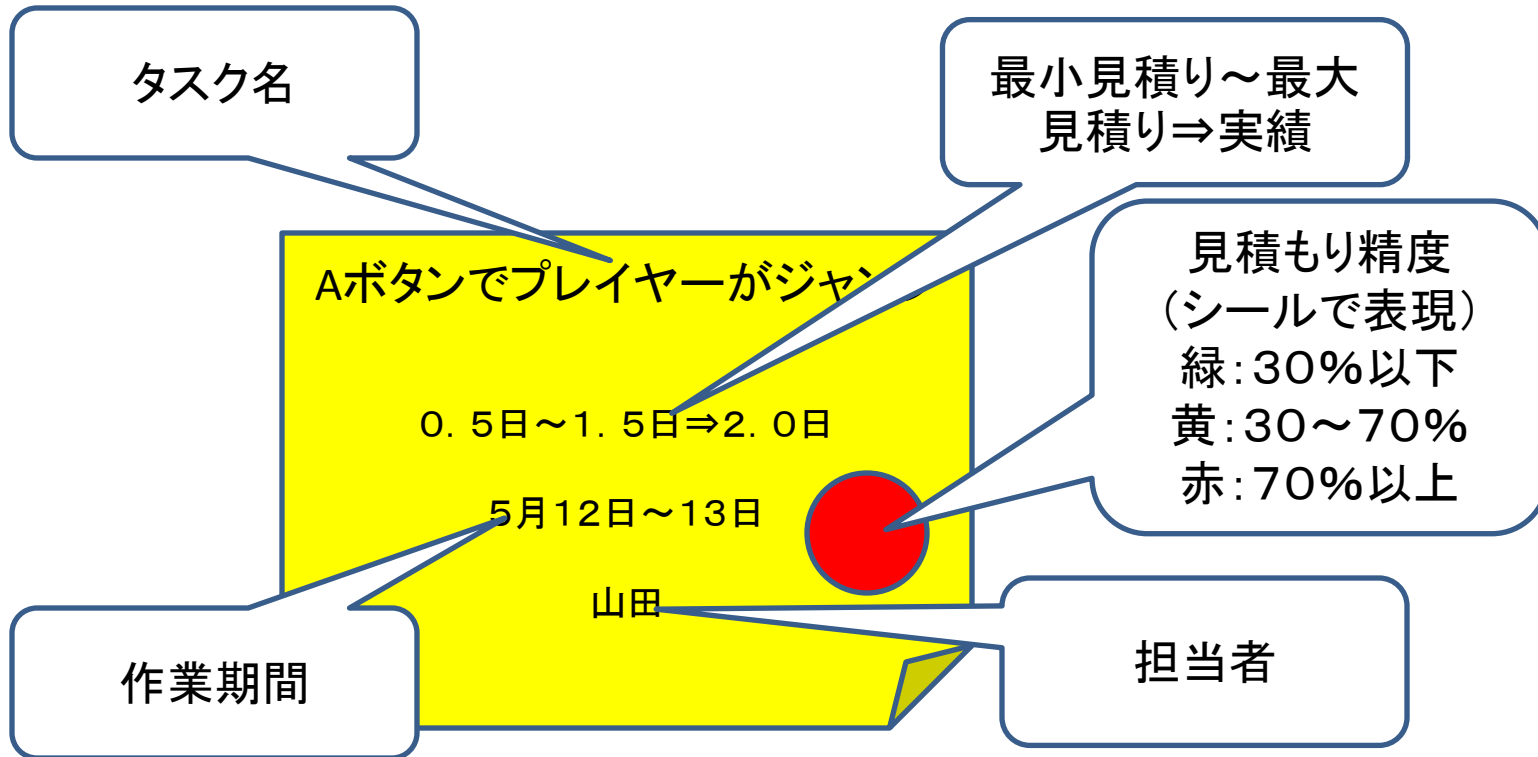 タスク名
最小見積り～最大
見積り⇒実績
見積もり精度
（シールで表現）
緑：３０％以下
黄：３０～７０％
赤：７０％以上
Aボタンでプレイヤーがジャ
０．５日～１．５日⇒２．０日
５月１２日～１３日
山田
作業期間
担当者